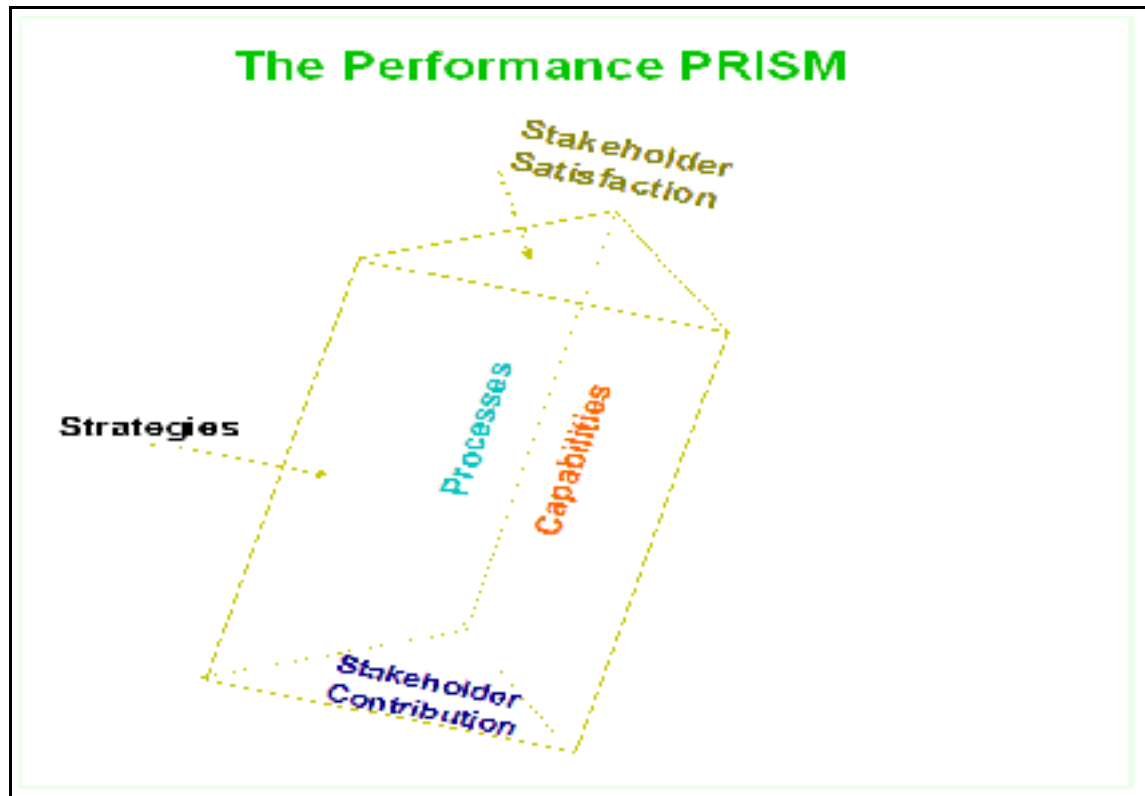 The Performance PRISM
Stakeholder
Satisfaction
Processes
Capabilities
Strategies
Stakeholder
Contribution